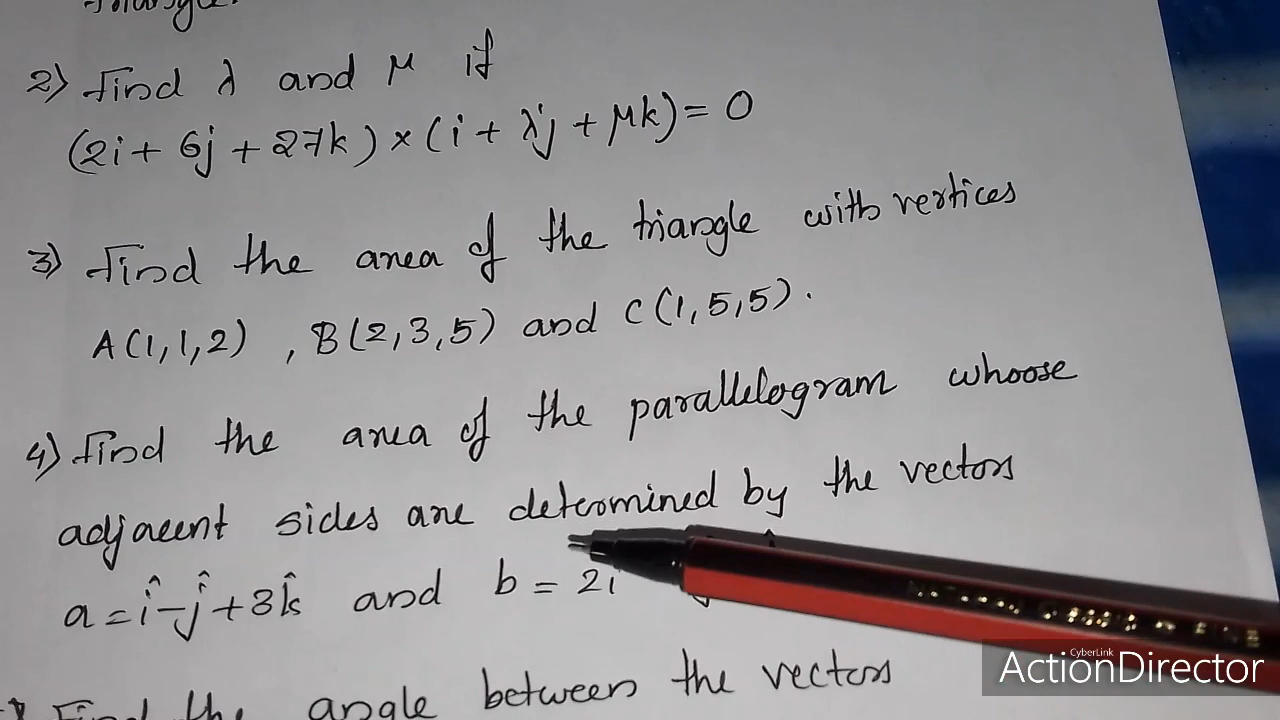 2) Find λ and μ if
(2i + 6j + 27k) × (i + λj + μk) = 0
3) Find the area of the triangle with vertices
A(1,1,2) , B(2,3,5) and C(1,5,5).
4) Find the area of the parallelogram whoose
adjacent sides are determined by the vectors
a = î - ĵ + 3k̂ and b = 2i
Find the angle between the vectors
CyberLink
ActionDirector